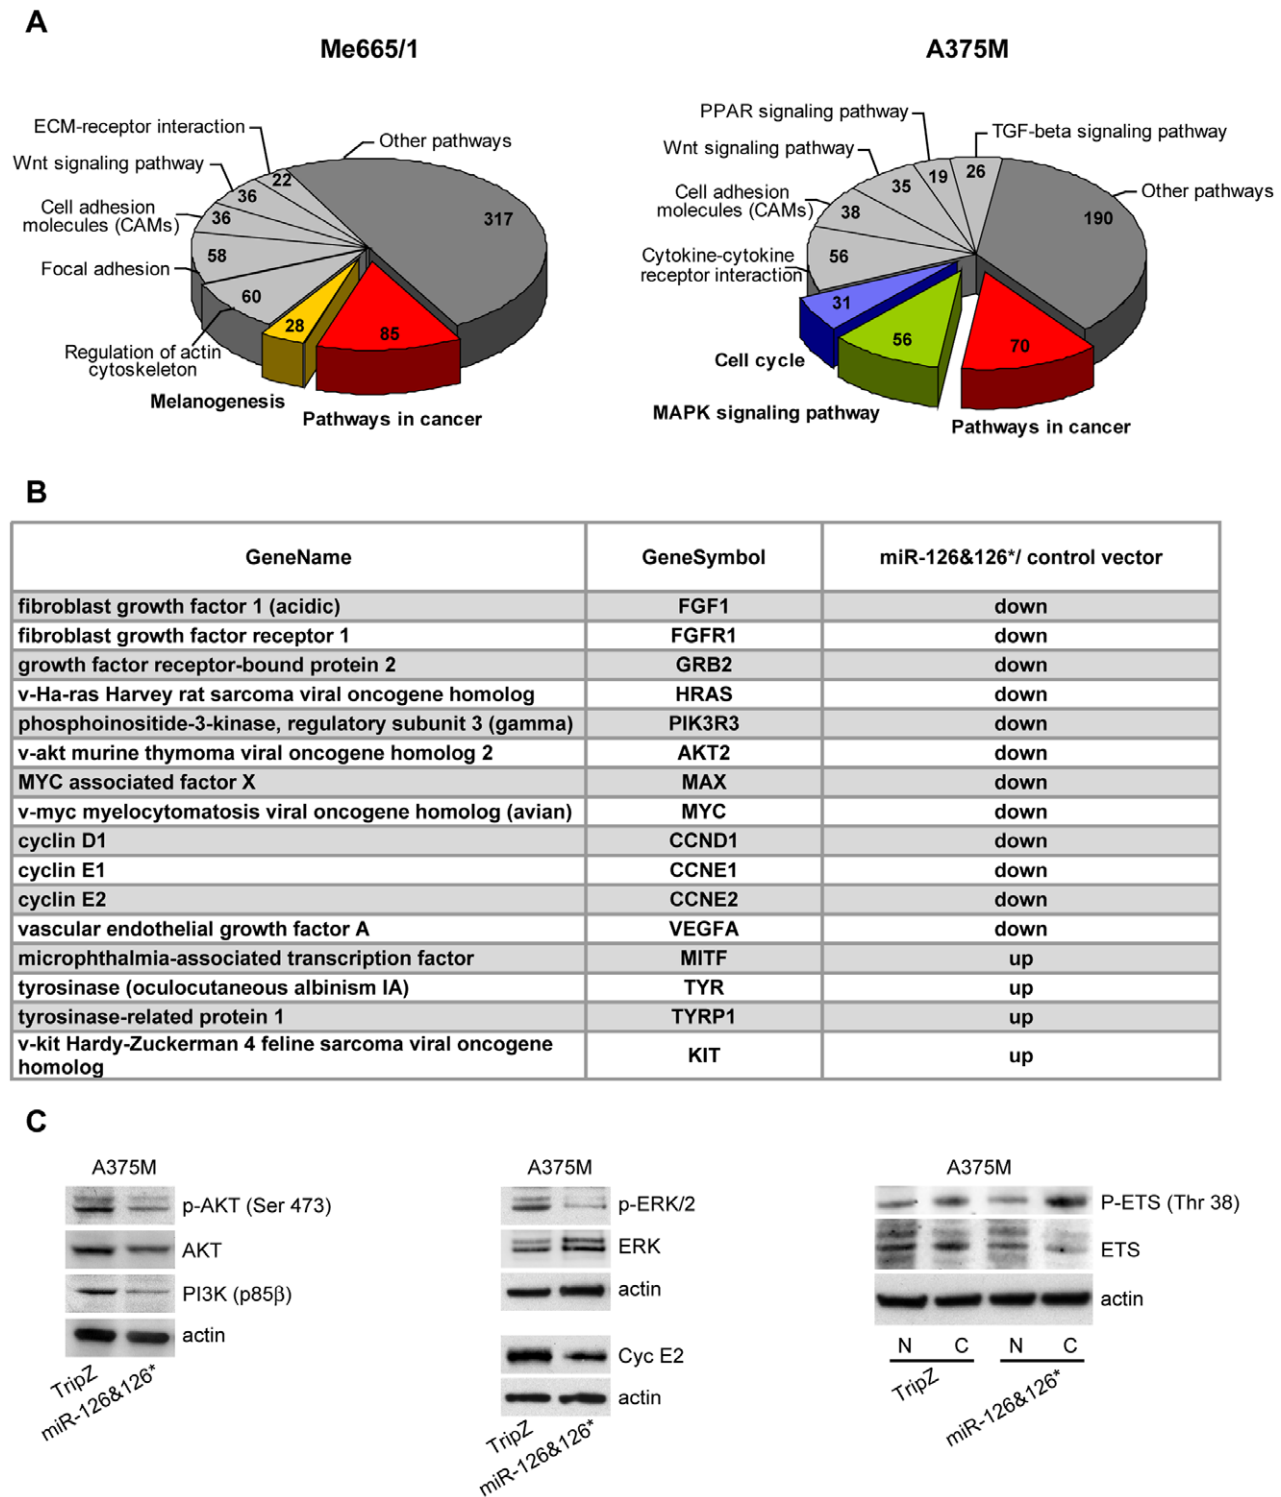 A
Me665/1
A375M
ECM-receptor interaction
Other pathways
Wnt signaling pathway
Cell adhesion
molecules (CAMs)
Focal adhesion
Regulation of actin
cytoskeleton
Melanogenesis
Pathways in cancer
22
36
36
58
60
28
85
317
PPAR signaling pathway
TGF-beta signaling pathway
Wnt signaling pathway
Other pathways
Cell adhesion
molecules (CAMs)
Cytokine-cytokine
receptor interaction
Cell cycle
MAPK signaling pathway
Pathways in cancer
26
19
35
38
56
31
56
70
190
B
GeneName GeneSymbol miR-126&126*/ control vector
fibroblast growth factor 1 (acidic) FGF1 down
fibroblast growth factor receptor 1 FGFR1 down
growth factor receptor-bound protein 2 GRB2 down
v-Ha-ras Harvey rat sarcoma viral oncogene homolog HRAS down
phosphoinositide-3-kinase, regulatory subunit 3 (gamma) PIK3R3 down
v-akt murine thymoma viral oncogene homolog 2 AKT2 down
MYC associated factor X MAX down
v-myc myelocytomatosis viral oncogene homolog (avian) MYC down
cyclin D1 CCND1 down
cyclin E1 CCNE1 down
cyclin E2 CCNE2 down
vascular endothelial growth factor A VEGFA down
microphthalmia-associated transcription factor MITF up
tyrosinase (oculocutaneous albinism IA) TYR up
tyrosinase-related protein 1 TYRP1 up
v-kit Hardy-Zuckerman 4 feline sarcoma viral oncogene
homolog KIT up
C
A375M
p-AKT (Ser 473)
AKT
PI3K (p85β)
actin
TripZ
miR-126&126*
A375M
p-ERK/2
ERK
actin
Cyc E2
actin
TripZ
miR-126&126*
A375M
P-ETS (Thr 38)
ETS
actin
N C N C
TripZ
miR-126&126*